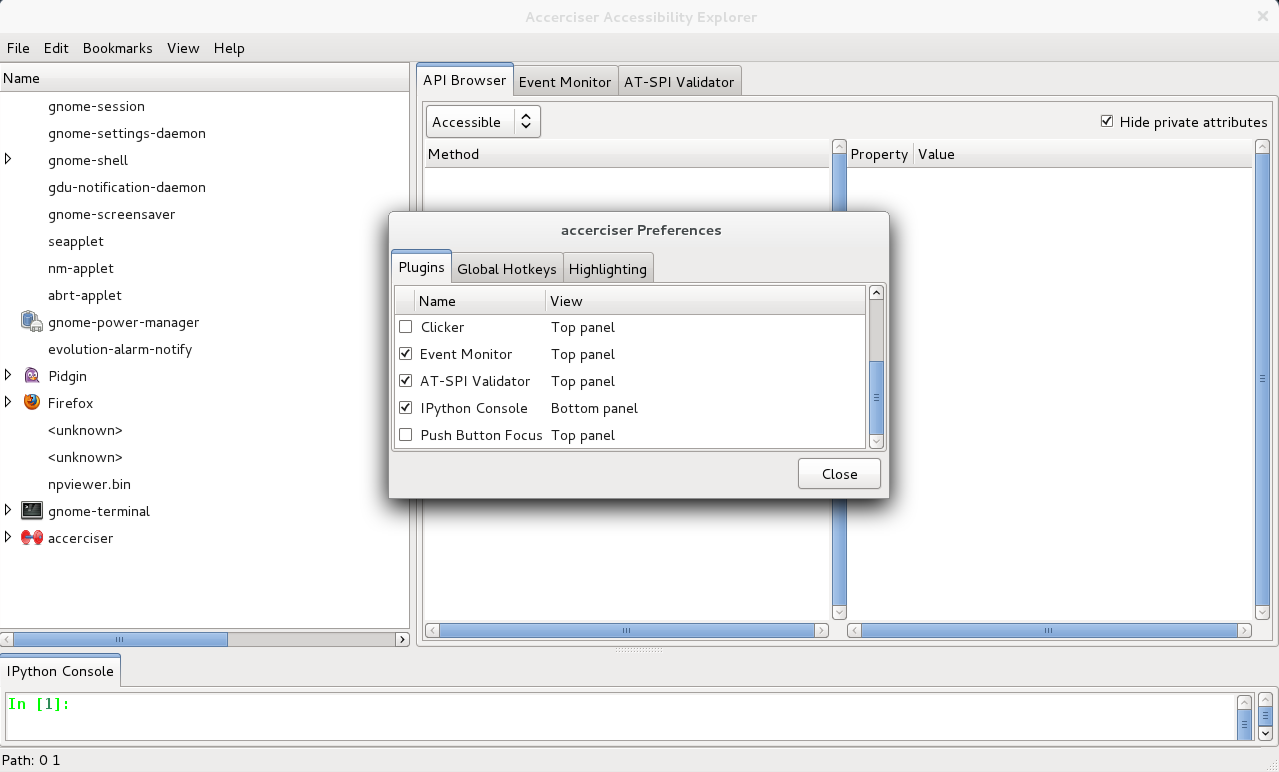 Accerciser Accessibility Explorer
File Edit Bookmarks View Help
Name
gnome-session
gnome-settings-daemon
gnome-shell
gdu-notification-daemon
gnome-screensaver
seapplet
nm-applet
abrt-applet
gnome-power-manager
evolution-alarm-notify
Pidgin
Firefox
<unknown>
<unknown>
npviewer.bin
gnome-terminal
accerciser
API Browser Event Monitor AT-SPI Validator
Accessible Hide private attributes
Method Property Value
accerciser Preferences
Plugins Global Hotkeys Highlighting
Name View
Clicker Top panel
Event Monitor Top panel
AT-SPI Validator Top panel
IPython Console Bottom panel
Push Button Focus Top panel
Close
IPython Console
In [1]:
Path: 0 1